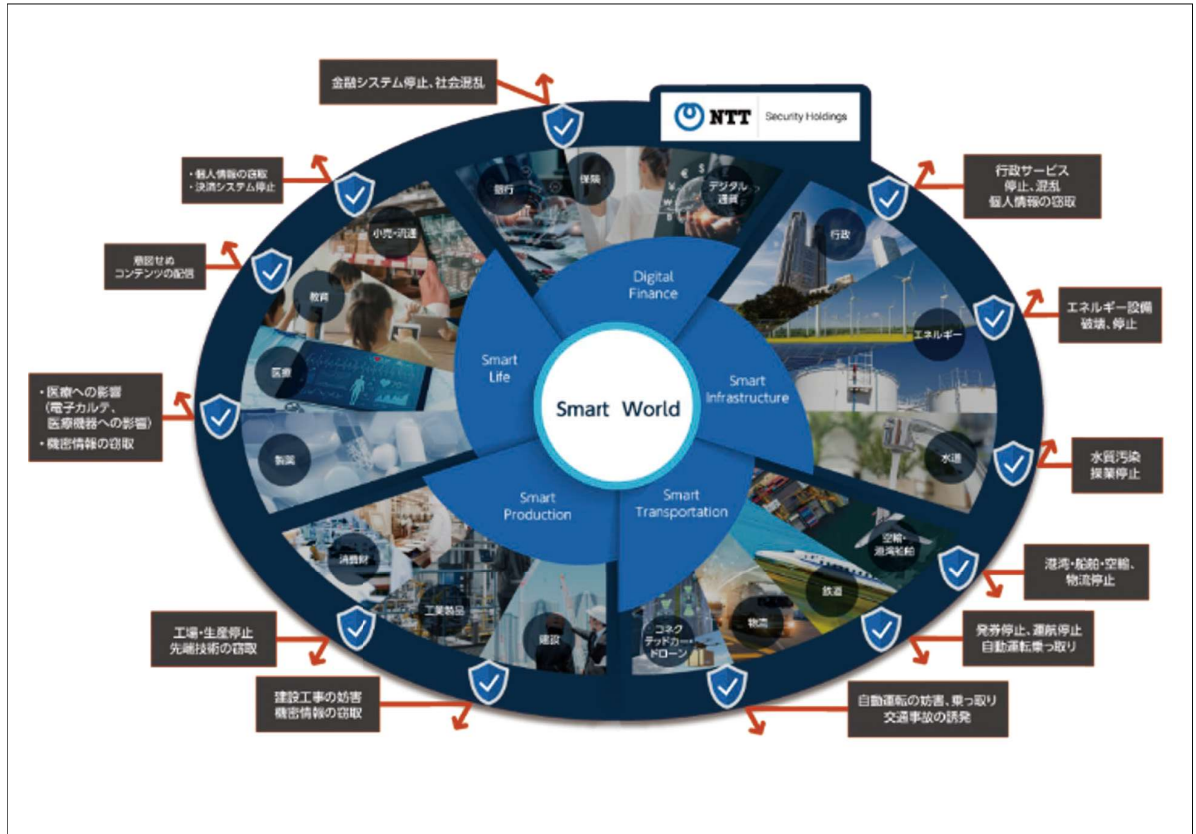 金融システム停止、社会混乱
NTT
Security Holdings
・個人情報の窃取
・決済システム停止
行政サービス
停止、混乱
個人情報の窃取
意図せぬ
コンテンツの配信
エネルギー設備
破壊、停止
・医療への影響
(電子カルテ、
医療機器への影響)
・機密情報の窃取
水質汚染
操業停止
港湾・船舶・空輸、
物流停止
発券停止、運航停止
自動運転乗っ取り
自動運転の妨害、乗っ取り
交通事故の誘発
工場・生産停止
先端技術の窃取
建設工事の妨害
機密情報の窃取
銀行
保険
デジタル
通貨
小売・流通
教育
医療
製薬
行政
エネルギー
水道
空輸・
港湾船舶
鉄道
物流
コネク
テッドカー・
ドローン
消費財
工業製品
建設
Digital
Finance
Smart
Life
Smart World
Smart
Infrastructure
Smart
Production
Smart
Transportation